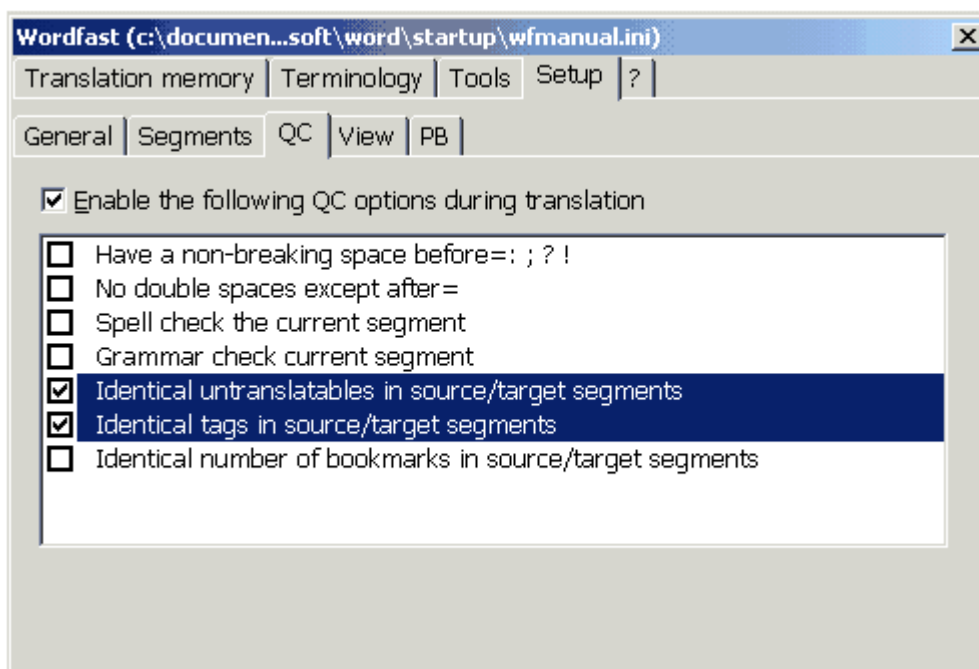 Wordfast (c:\documen...soft\word\startup\wfmanual.ini)
Translation memory Terminology Tools Setup ?
General Segments QC View PB
Enable the following QC options during translation
Have a non-breaking space before=: ; ? !
No double spaces except after=
Spell check the current segment
Grammar check current segment
Identical untranslatables in source/target segments
Identical tags in source/target segments
Identical number of bookmarks in source/target segments